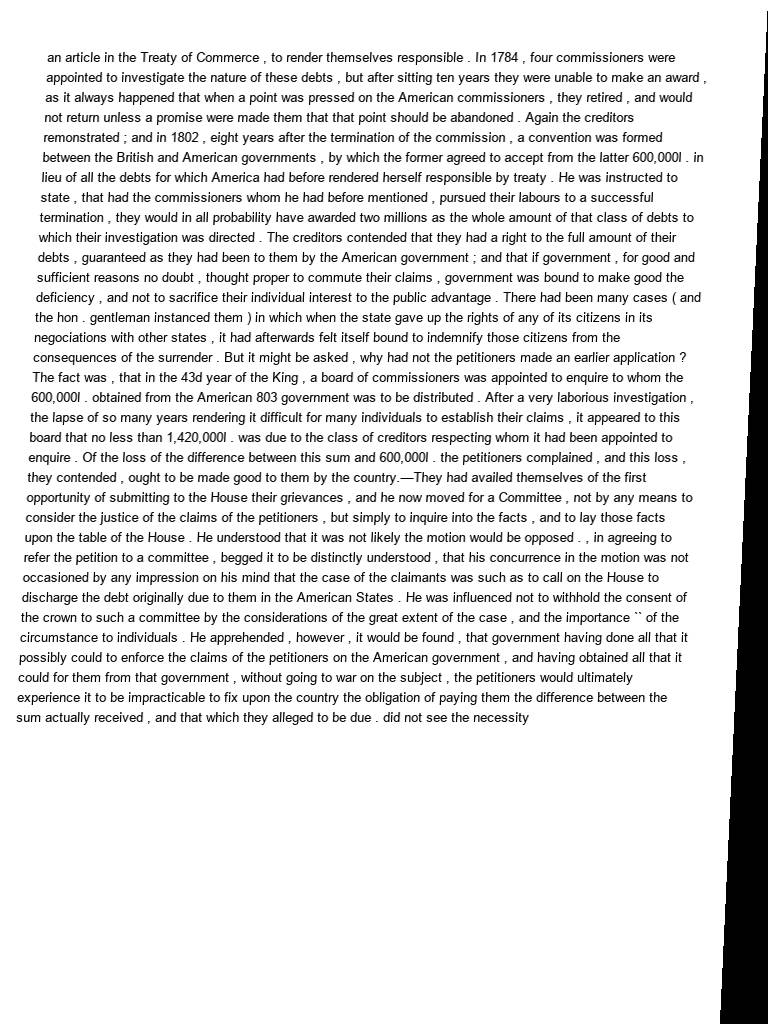 an article in the Treaty of Commerce , to render themselves responsible . In 1784 , four commissioners were
appointed to investigate the nature of these debts , but after sitting ten years they were unable to make an award ,
as it always happened that when a point was pressed on the American commissioners , they retired , and would
not return unless a promise were made them that that point should be abandoned . Again the creditors
remonstrated ; and in 1802 , eight years after the termination of the commission , a convention was formed
between the British and American governments , by which the former agreed to accept from the latter 600,000l . in
lieu of all the debts for which America had before rendered herself responsible by treaty . He was instructed to
state , that had the commissioners whom he had before mentioned , pursued their labours to a successful
termination , they would in all probability have awarded two millions as the whole amount of that class of debts to
which their investigation was directed . The creditors contended that they had a right to the full amount of their
debts , guaranteed as they had been to them by the American government ; and that if government , for good and
sufficient reasons no doubt , thought proper to commute their claims , government was bound to make good the
deficiency , and not to sacrifice their individual interest to the public advantage . There had been many cases ( and
the hon . gentleman instanced them ) in which when the state gave up the rights of any of its citizens in its
negociations with other states , it had afterwards felt itself bound to indemnify those citizens from the
consequences of the surrender . But it might be asked , why had not the petitioners made an earlier application ?
The fact was , that in the 43d year of the King , a board of commissioners was appointed to enquire to whom the
600,000l . obtained from the American 803 government was to be distributed . After a very laborious investigation ,
the lapse of so many years rendering it difficult for many individuals to establish their claims , it appeared to this
board that no less than 1,420,000l . was due to the class of creditors respecting whom it had been appointed to
enquire . Of the loss of the difference between this sum and 600,000l . the petitioners complained , and this loss ,
they contended , ought to be made good to them by the country.—They had availed themselves of the first
opportunity of submitting to the House their grievances , and he now moved for a Committee , not by any means to
consider the justice of the claims of the petitioners , but simply to inquire into the facts , and to lay those facts
upon the table of the House . He understood that it was not likely the motion would be opposed . , in agreeing to
refer the petition to a committee , begged it to be distinctly understood , that his concurrence in the motion was not
occasioned by any impression on his mind that the case of the claimants was such as to call on the House to
discharge the debt originally due to them in the American States . He was influenced not to withhold the consent of
the crown to such a committee by the considerations of the great extent of the case , and the importance `` of the
circumstance to individuals . He apprehended , however , it would be found , that government having done all that it
possibly could to enforce the claims of the petitioners on the American government , and having obtained all that it
could for them from that government , without going to war on the subject , the petitioners would ultimately
experience it to be impracticable to fix upon the country the obligation of paying them the difference between the
sum actually received , and that which they alleged to be due . did not see the necessity